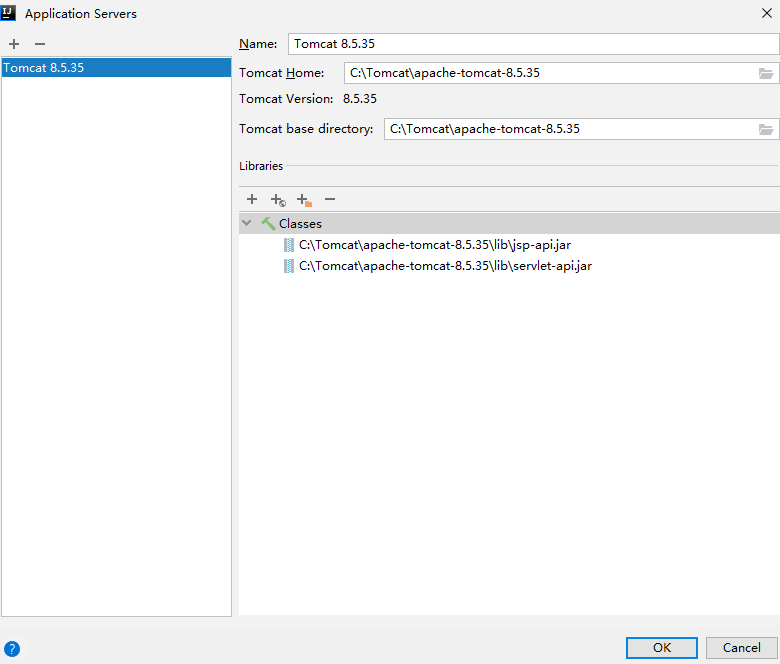 Application Servers
Name: Tomcat 8.5.35
Tomcat 8.5.35
Tomcat Home: C:\Tomcat\apache-tomcat-8.5.35
Tomcat Version: 8.5.35
Tomcat base directory: C:\Tomcat\apache-tomcat-8.5.35
Libraries
Classes
C:\Tomcat\apache-tomcat-8.5.35\lib\jsp-api.jar
C:\Tomcat\apache-tomcat-8.5.35\lib\servlet-api.jar
OK Cancel